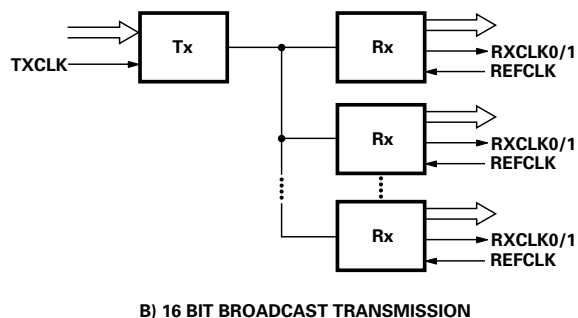 Tx
TXCLK
Rx
RXCLK0/1
REFCLK
Rx
RXCLK0/1
REFCLK
Rx
RXCLK0/1
REFCLK
B) 16 BIT BROADCAST TRANSMISSION